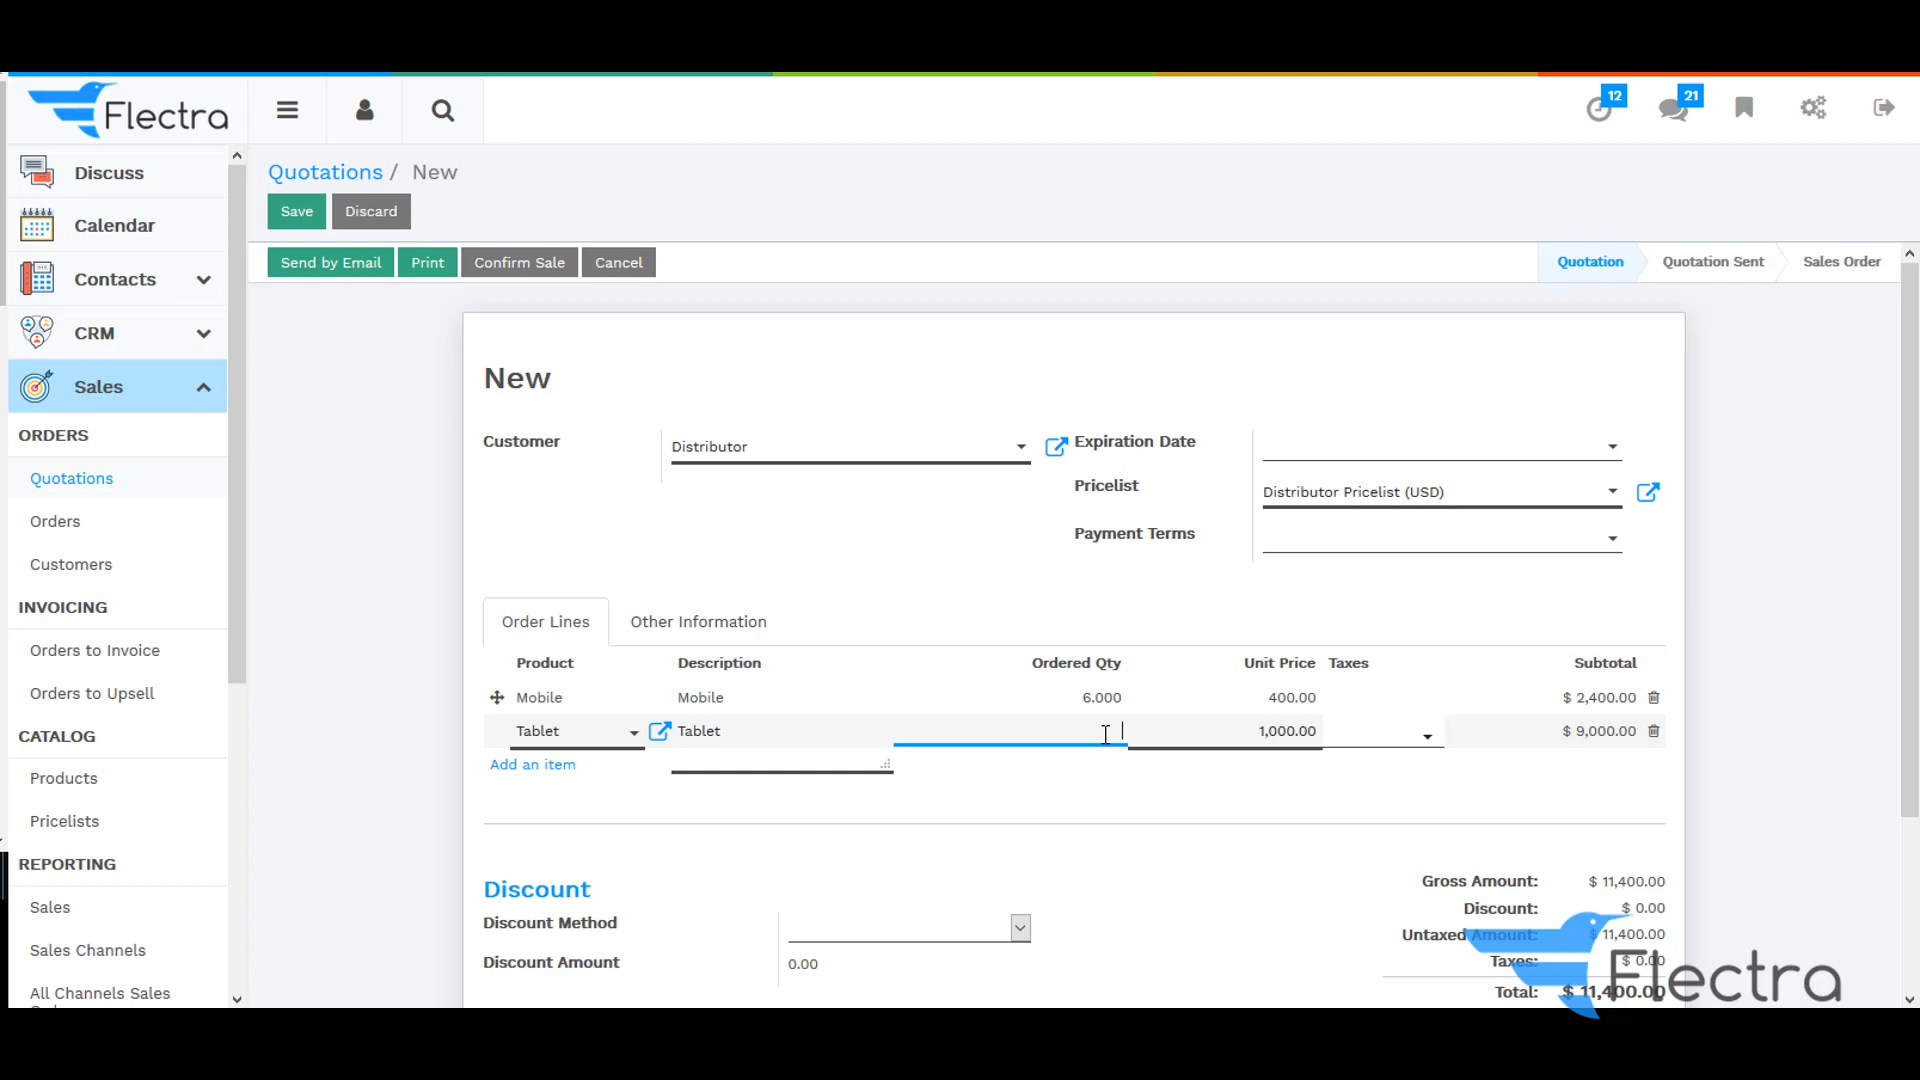 Flectra
12
21
Discuss
Calendar
Contacts
CRM
Sales
ORDERS
Quotations
Orders
Customers
INVOICING
Orders to Invoice
Orders to Upsell
CATALOG
Products
Pricelists
REPORTING
Sales
Sales Channels
All Channels Sales
Quotations / New
Save Discard
Send by Email Print Confirm Sale Cancel
Quotation Quotation Sent Sales Order
New
Customer Distributor
Expiration Date
Pricelist Distributor Pricelist (USD)
Payment Terms
Order Lines Other Information
Product Description Ordered Qty Unit Price Taxes Subtotal
Mobile Mobile 6.000 400.00 $ 2,400.00
Tablet Tablet 1,000.00 $ 9,000.00
Add an item
Discount
Discount Method
Discount Amount 0.00
Gross Amount: $ 11,400.00
Discount: $ 0.00
Untaxed Amount: $ 11,400.00
Taxes: $ 0.00
Total: $ 11,400.00
Flectra